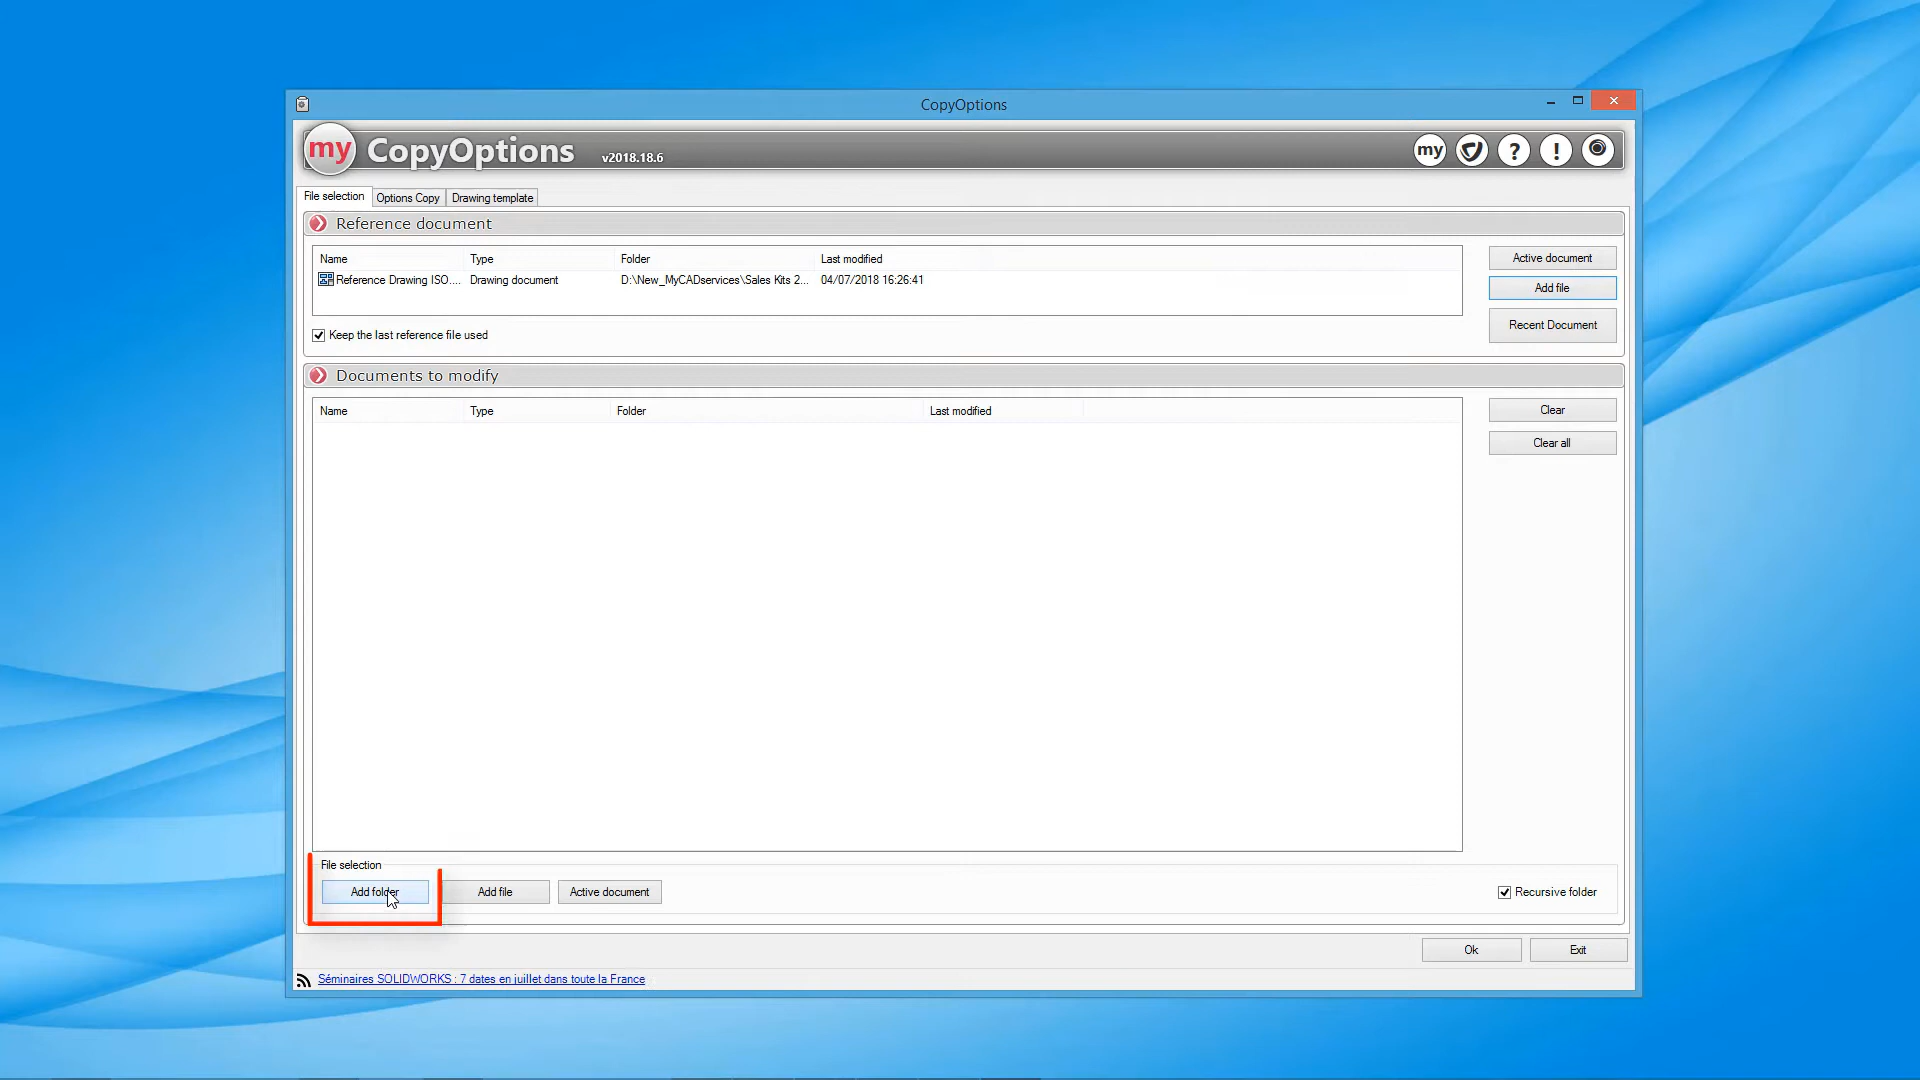 CopyOptions
my CopyOptions v2018.18.6 my ? !
File selection Options Copy Drawing template
Reference document
Name Type Folder Last modified
Reference Drawing ISO.... Drawing document D:\New_MyCADservices\Sales Kits 2... 04/07/2018 16:26:41
Active document
Add file
Recent Document
Keep the last reference file used
Documents to modify
Name Type Folder Last modified
Clear
Clear all
File selection
Add folder Add file Active document Recursive folder
Ok Exit
Séminaires SOLIDWORKS : 7 dates en juillet dans toute la France